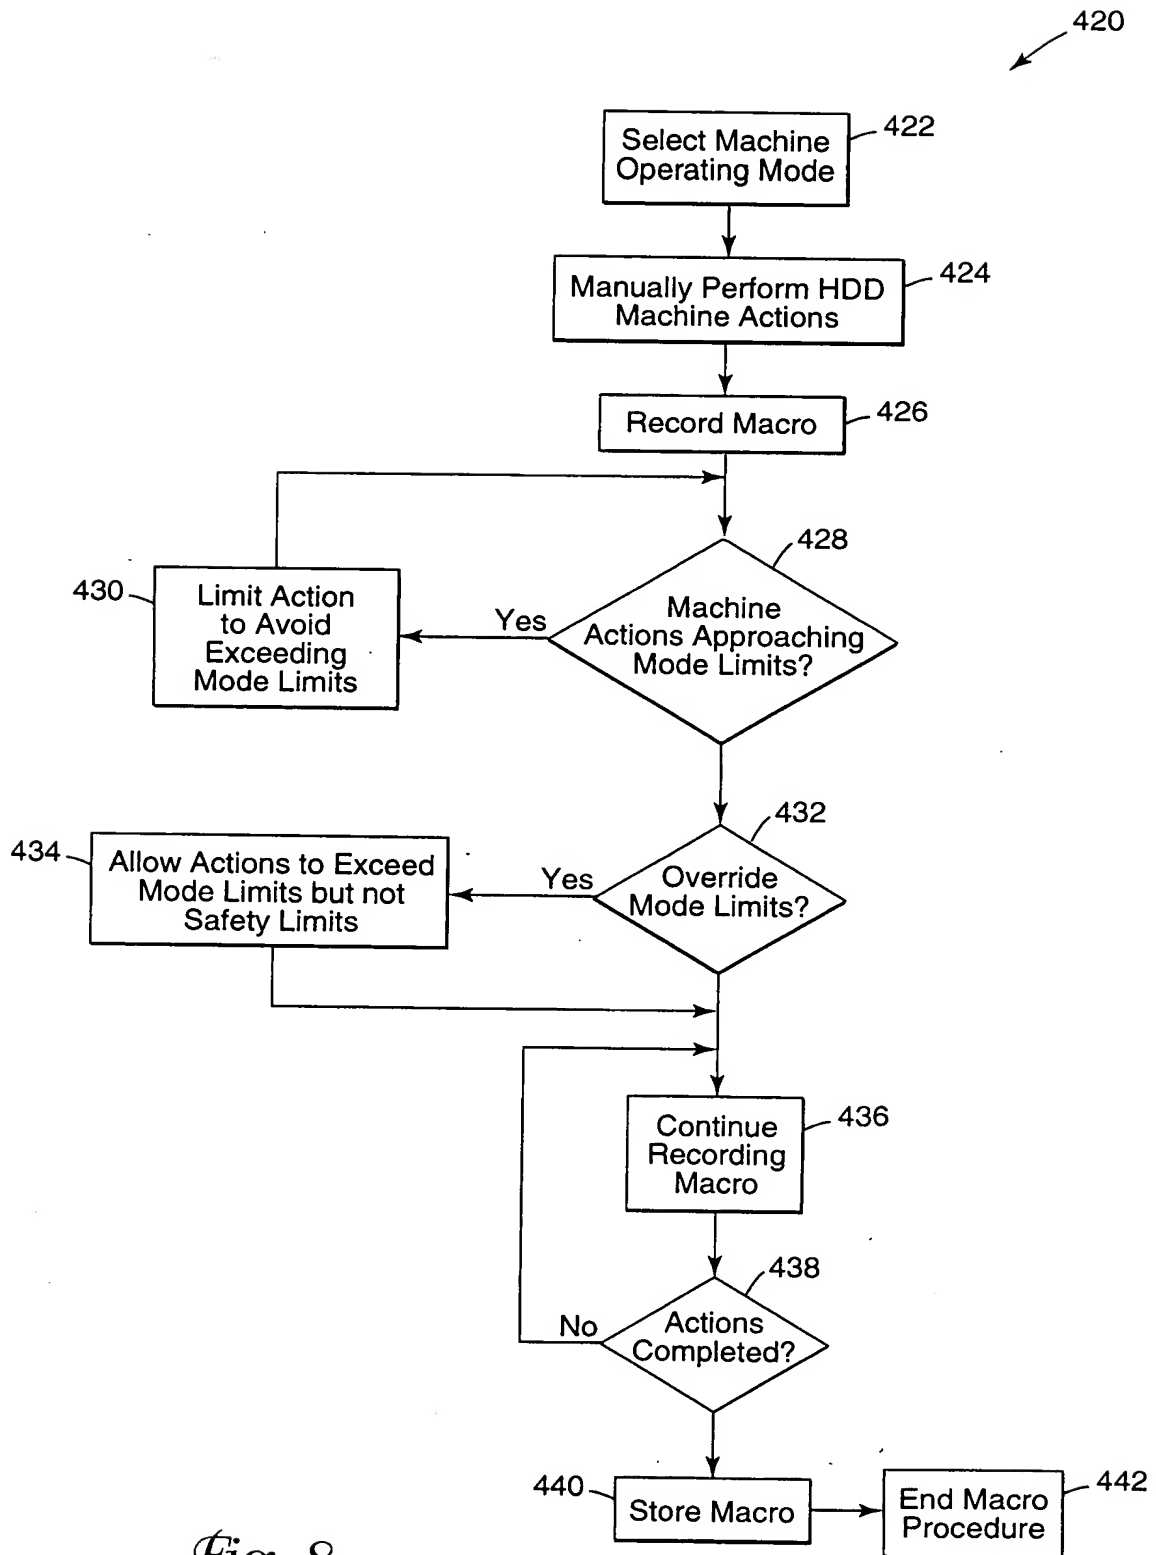 420
Select Machine
Operating Mode
422
Manually Perform HDD
Machine Actions
424
Record Macro
426
428
Machine
Actions Approaching
Mode Limits?
Yes
430
Limit Action
to Avoid
Exceeding
Mode Limits
432
Override
Mode Limits?
Yes
434
Allow Actions to Exceed
Mode Limits but not
Safety Limits
Continue
Recording
Macro
436
438
Actions
Completed?
No
440
Store Macro
End Macro
Procedure
442
Fig. 8